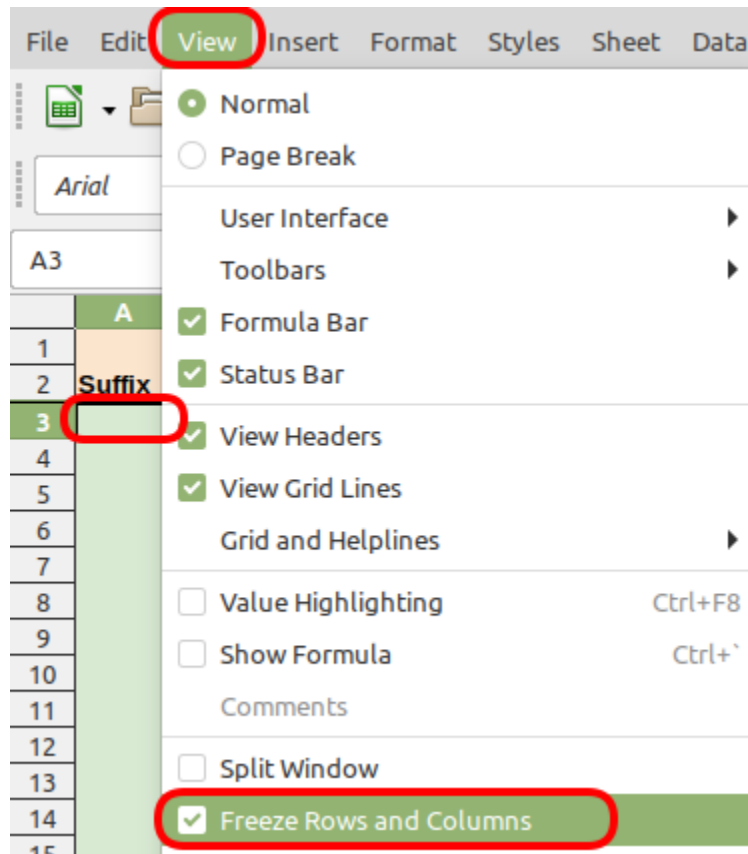 File Edit View Insert Format Styles Sheet Data
Normal
Page Break
Arial
User Interface
A3
Toolbars
A
Formula Bar
1
2 Suffix
Status Bar
3
View Headers
4
5
View Grid Lines
6
Grid and Helplines
7
8
Value Highlighting Ctrl+F8
9
Show Formula Ctrl+`
10
11
Comments
12
13
Split Window
14
Freeze Rows and Columns
15